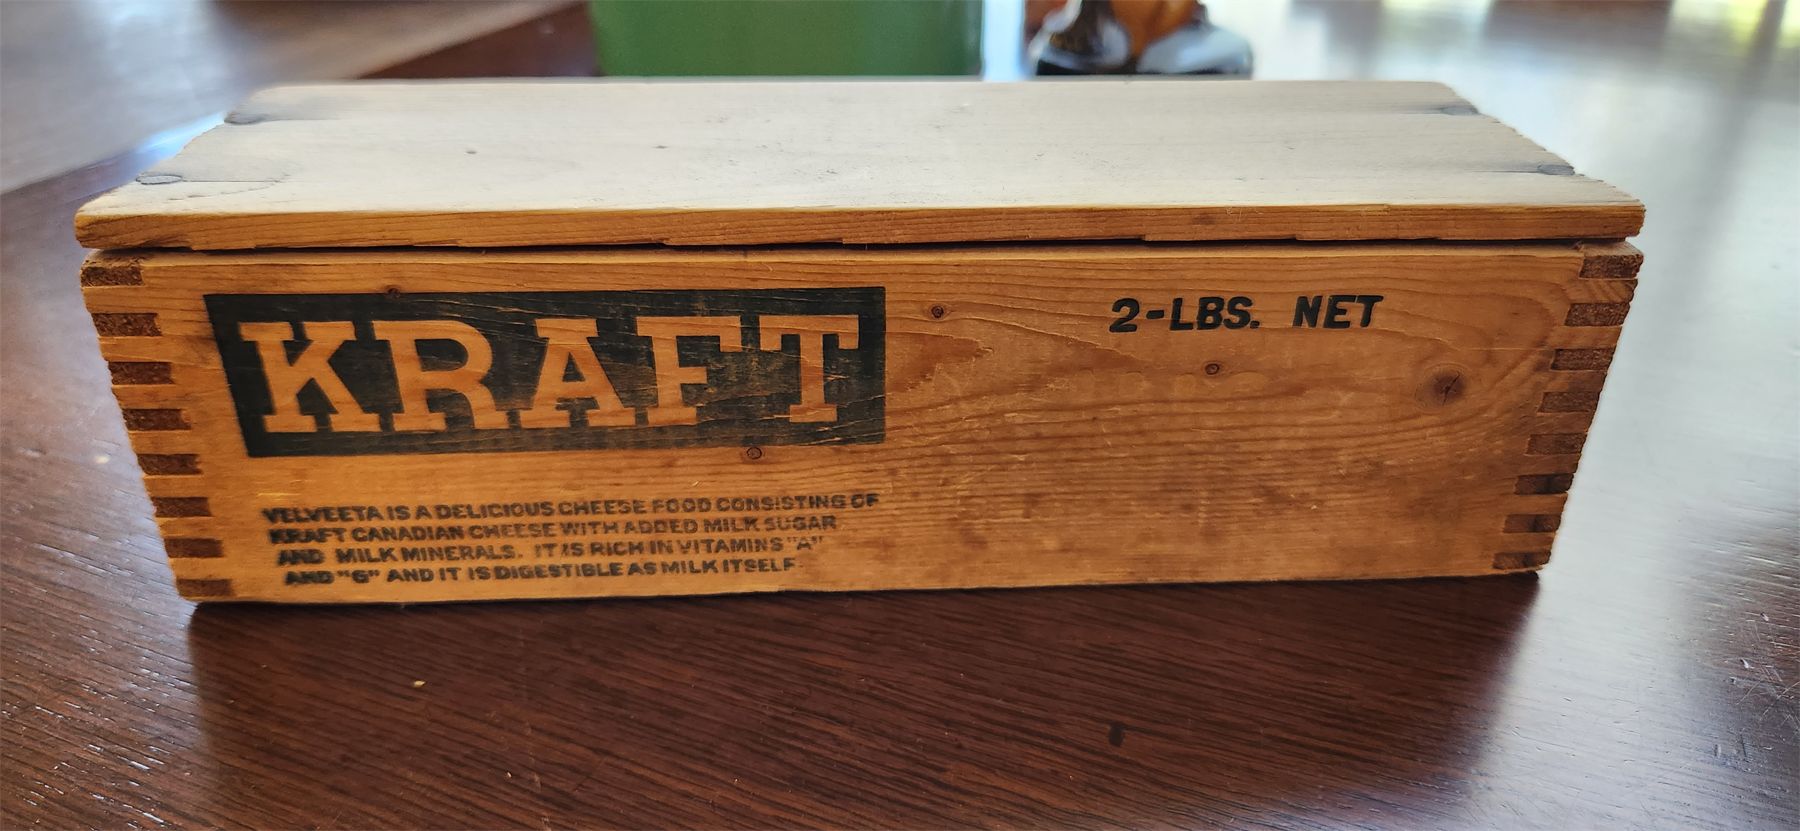 KRAFT
2-LBS. NET
VELVEETA IS A DELICIOUS CHEESE FOOD CONSISTING OF
KRAFT CANADIAN CHEESE WITH ADDED MILK SUGAR
AND MILK MINERALS. IT IS RICH IN VITAMINS "A"
AND "G" AND IT IS DIGESTIBLE AS MILK ITSELF.